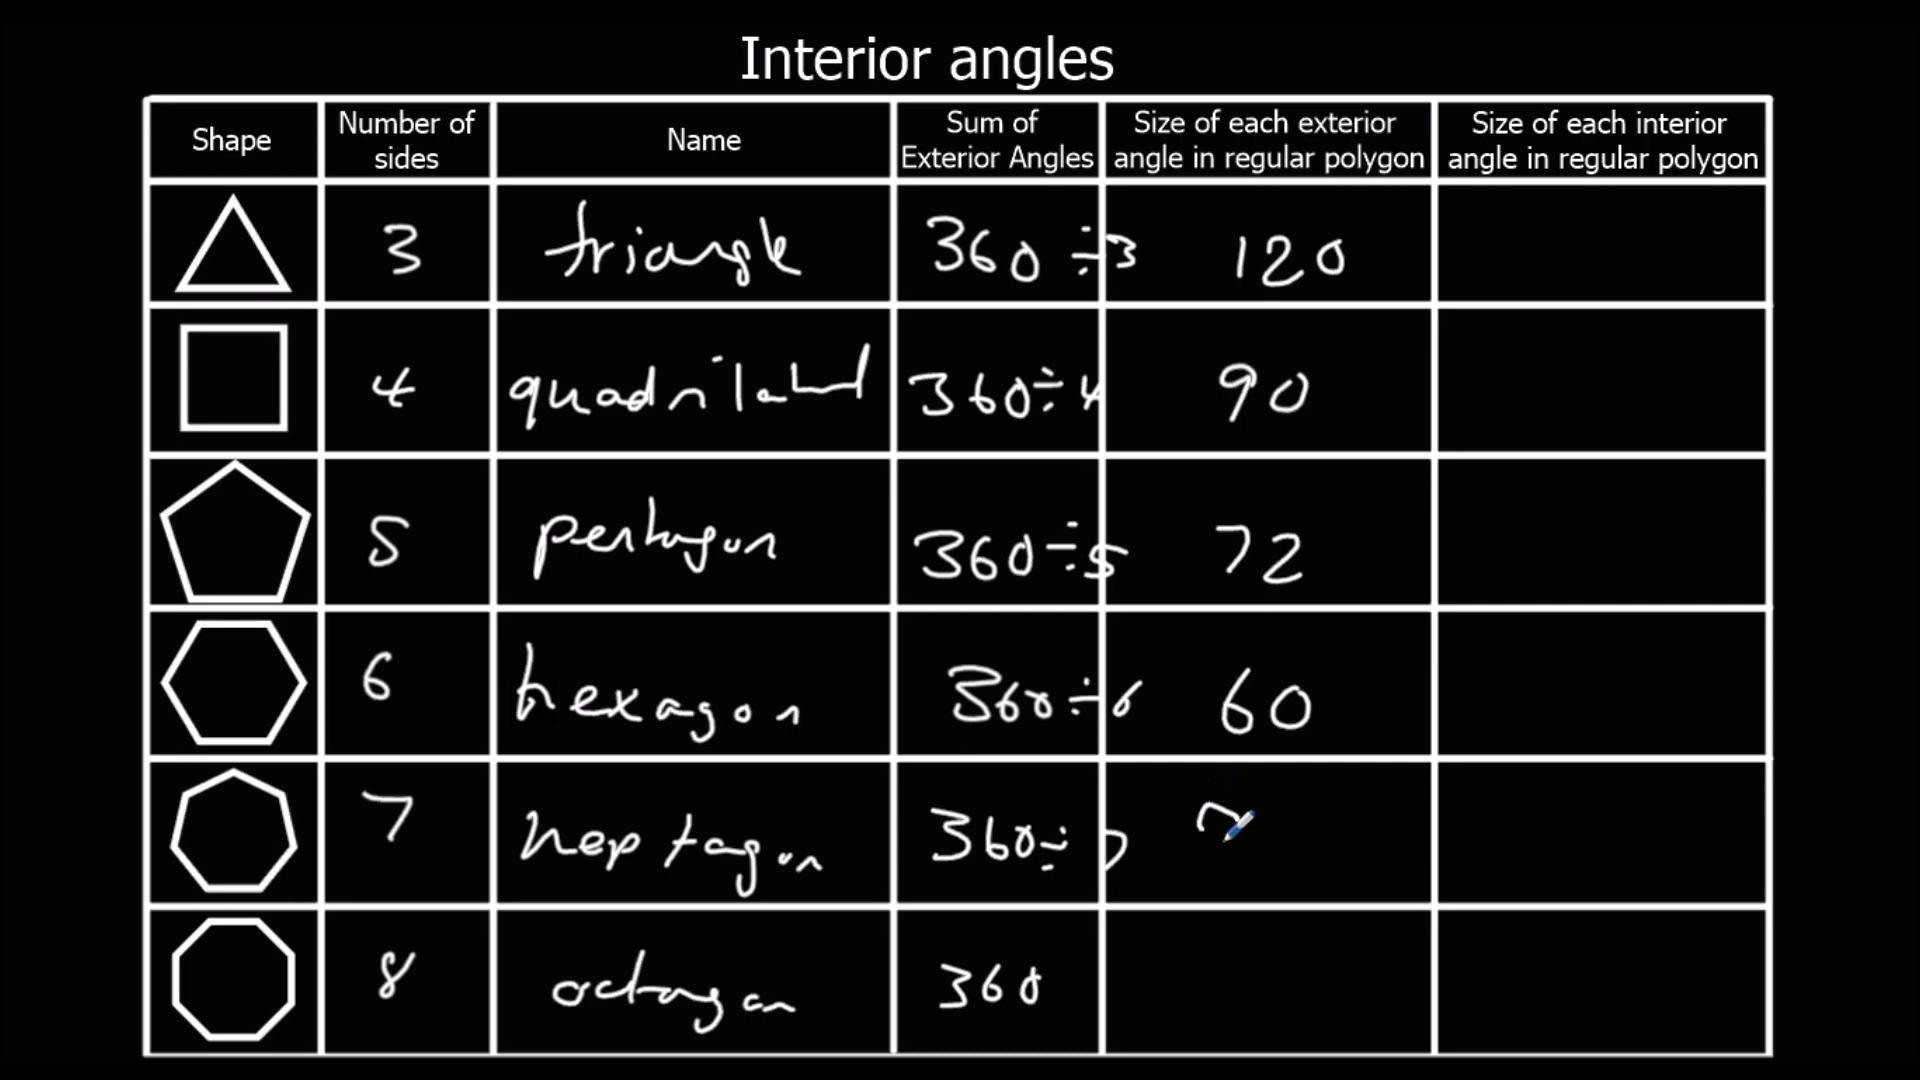 Interior angles
Shape
Number of
sides
Name
Sum of
Exterior Angles
Size of each exterior
angle in regular polygon
Size of each interior
angle in regular polygon
3 triangle 360 ÷3 120
4 360÷4 90
5 pentagon 360÷5 72
6 hexagon 360÷6 60
7 heptagon 360÷7
8 octagon 360